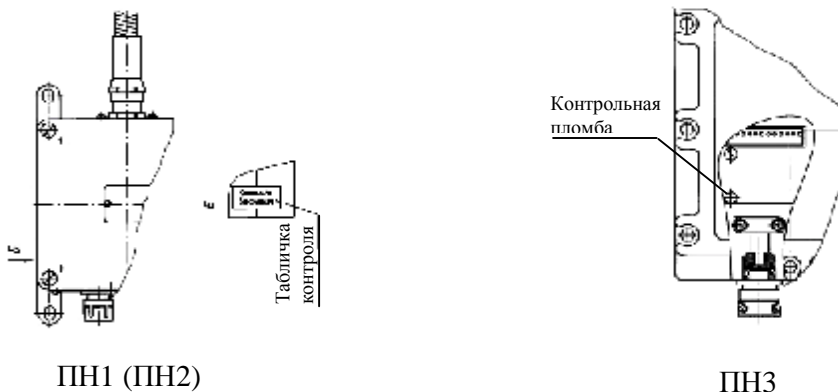 Контрольная
пломба
Табличка
контроля
Б
ПН1 (ПН2)
ПН3